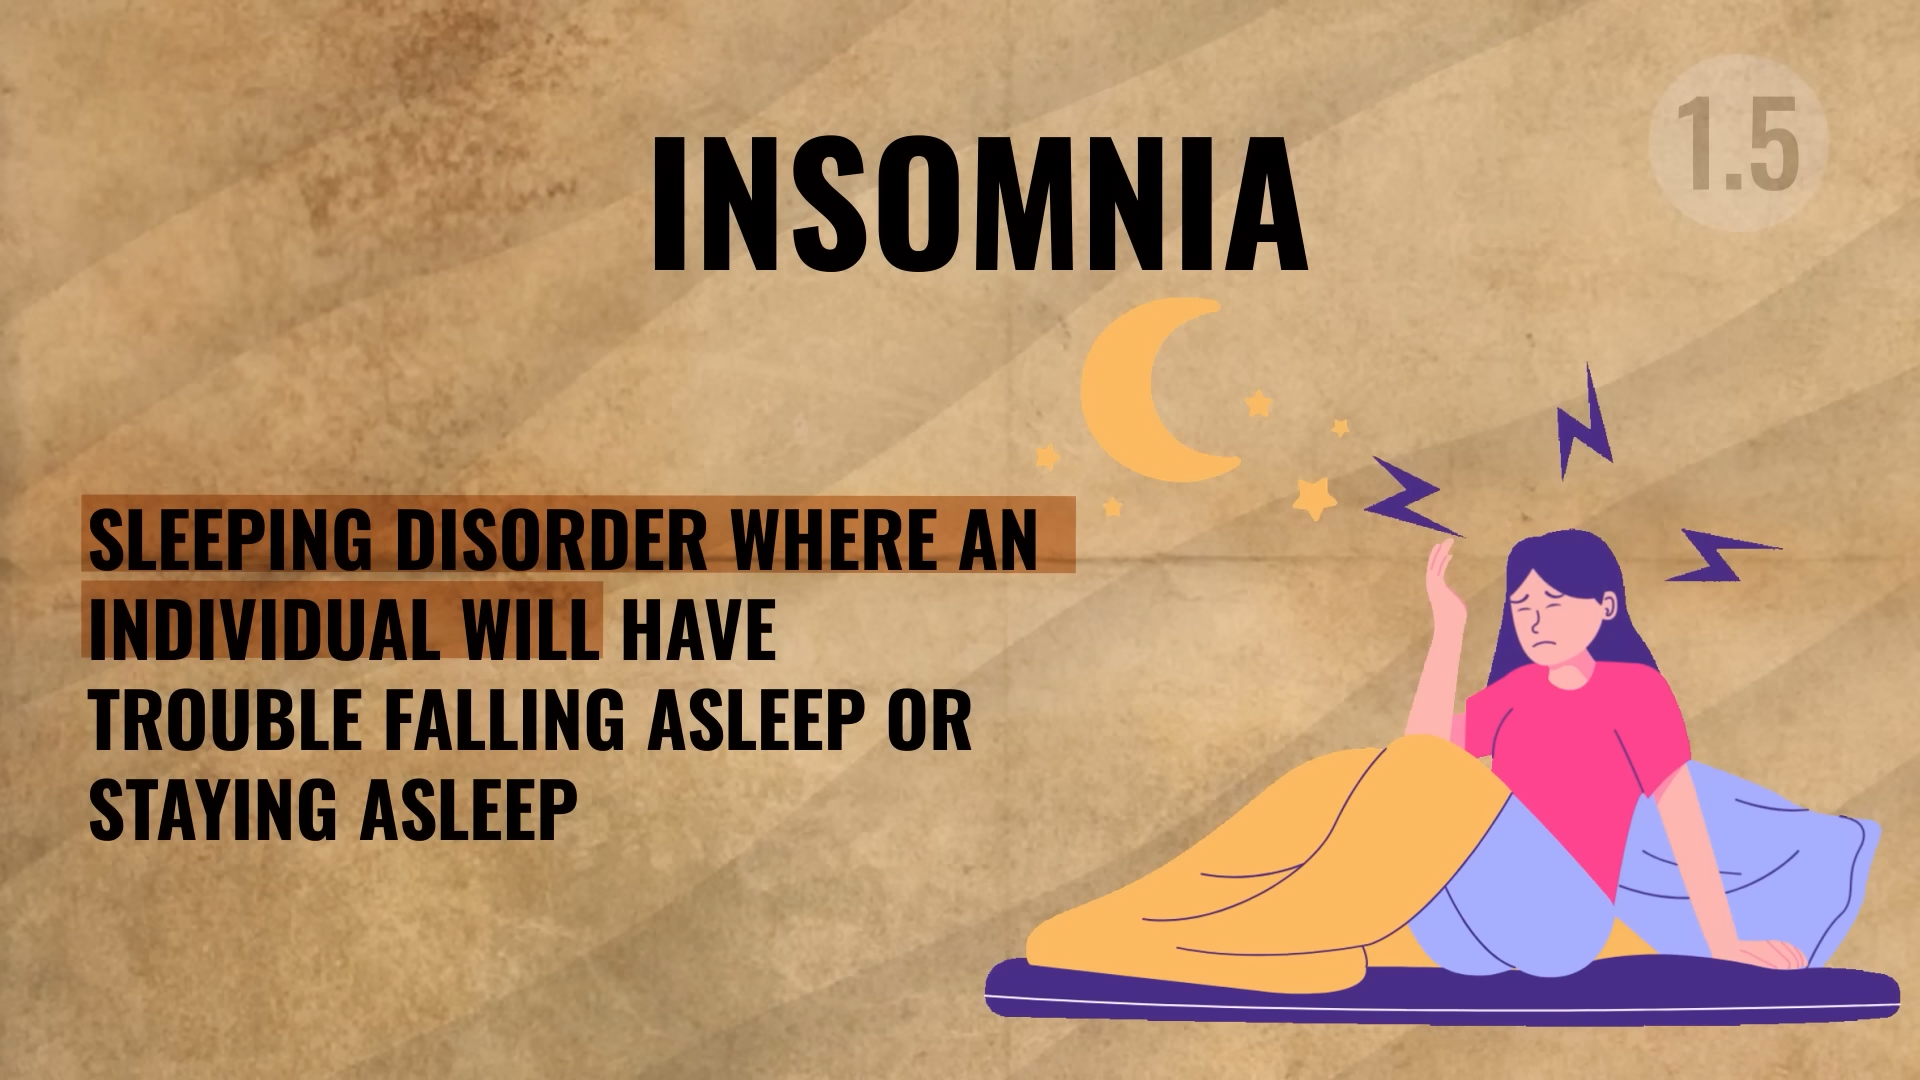 1.5
INSOMNIA
SLEEPING DISORDER WHERE AN
INDIVIDUAL WILL HAVE
TROUBLE FALLING ASLEEP OR
STAYING ASLEEP